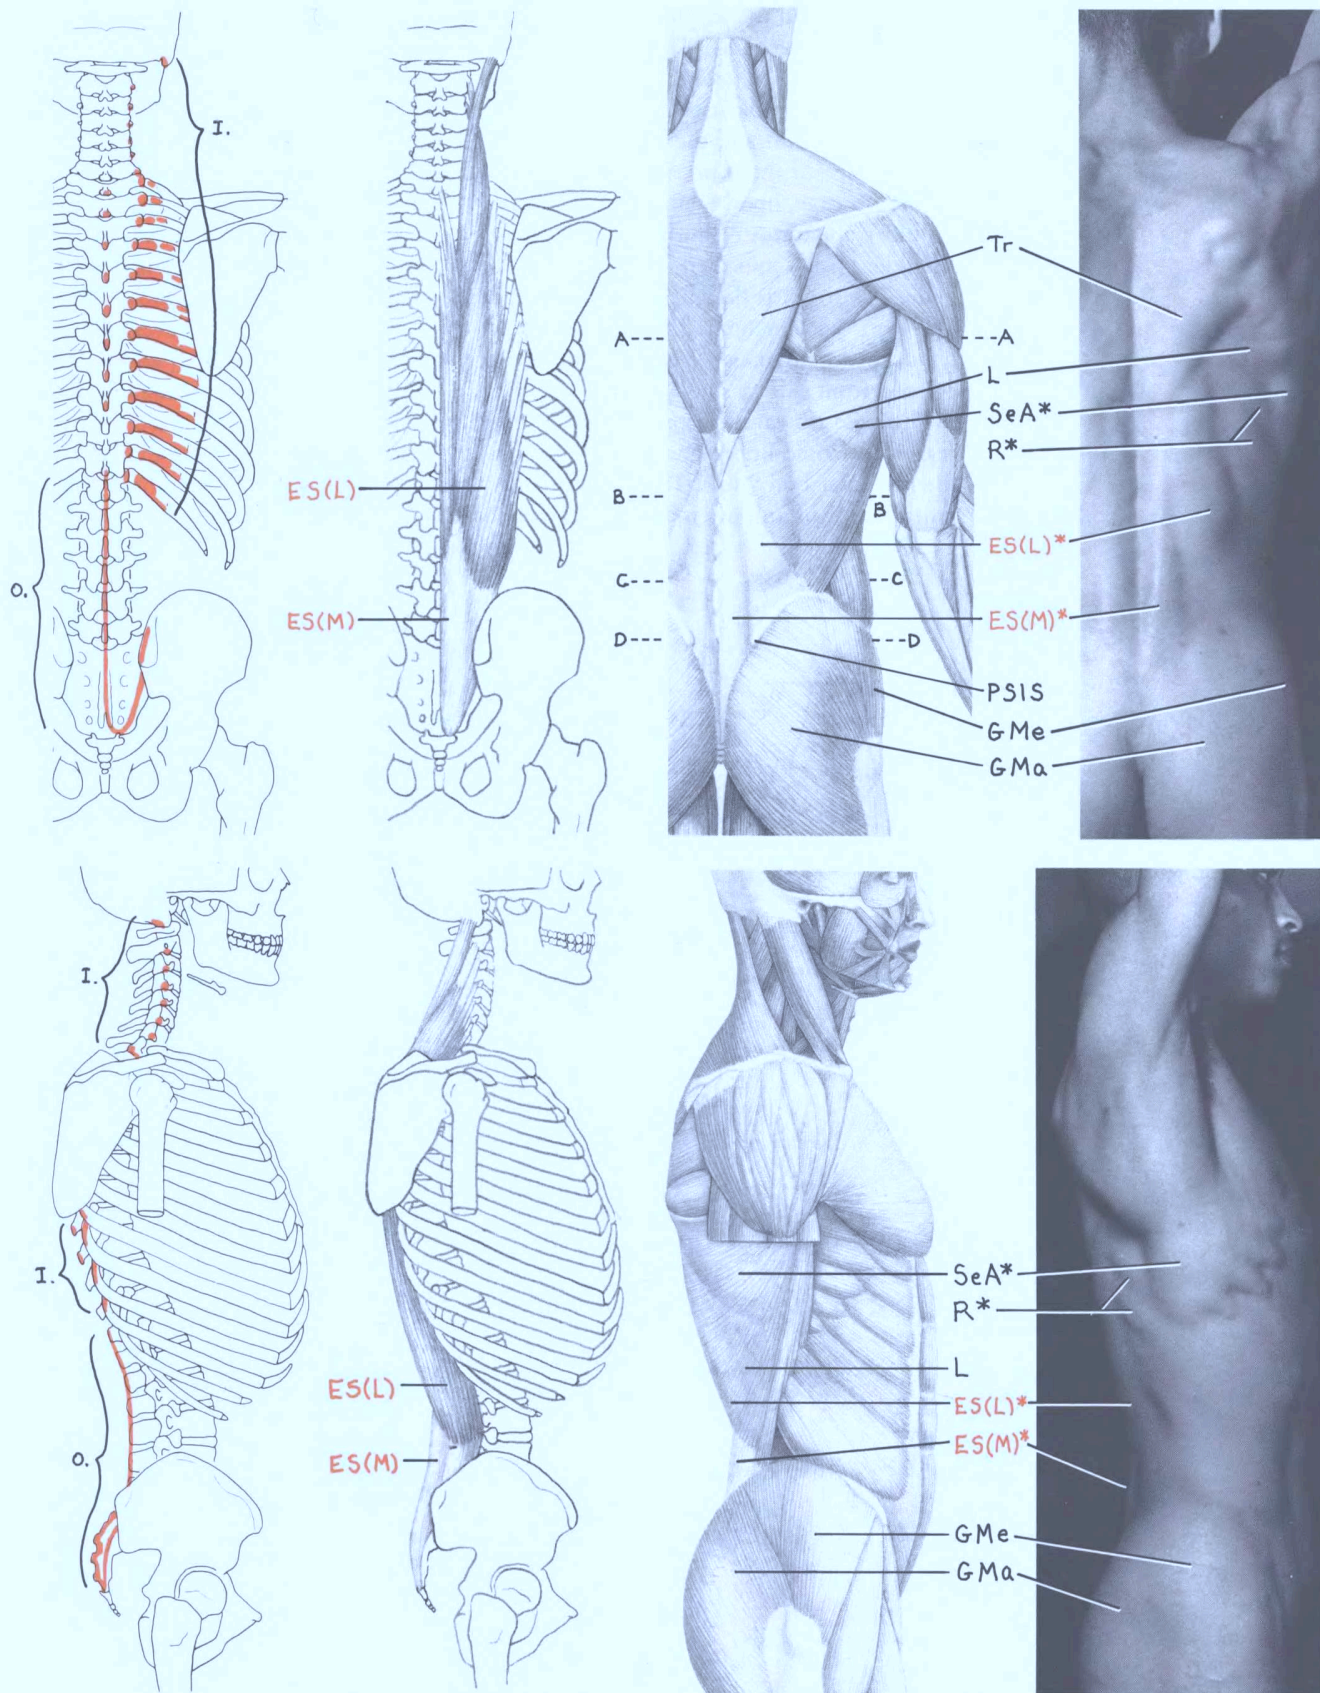 I.
O.
ES(L)
ES(M)
A--- ---A
B--- ---B
C--- ---C
D--- ---D
Tr
L
SeA*
R*
ES(L)*
ES(M)*
PSIS
GMe
GMa
I.
I.
O.
ES(L)
ES(M)
SeA*
R*
L
ES(L)*
ES(M)*
GMe
GMa